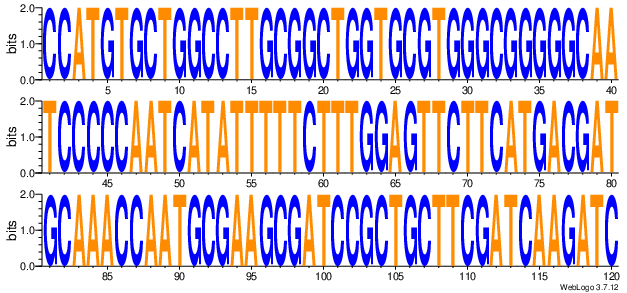 2.0
bits
1.0
CCATGTGCTGGCCTTGCGGCTGGTGCGTGGGCGGGGGCAA
0.0
5 10 15 20 25 30 35 40
2.0
bits
1.0
TCCCCCAATCATATTTTTCTTTGGAGTTCTTCATGACGAT
0.0
45 50 55 60 65 70 75 80
2.0
bits
1.0
GCAAACCAATGCGAAGCGATCCGCTGCTTCGATCAAGATC
0.0
85 90 95 100 105 110 115 120
WebLogo 3.7.12